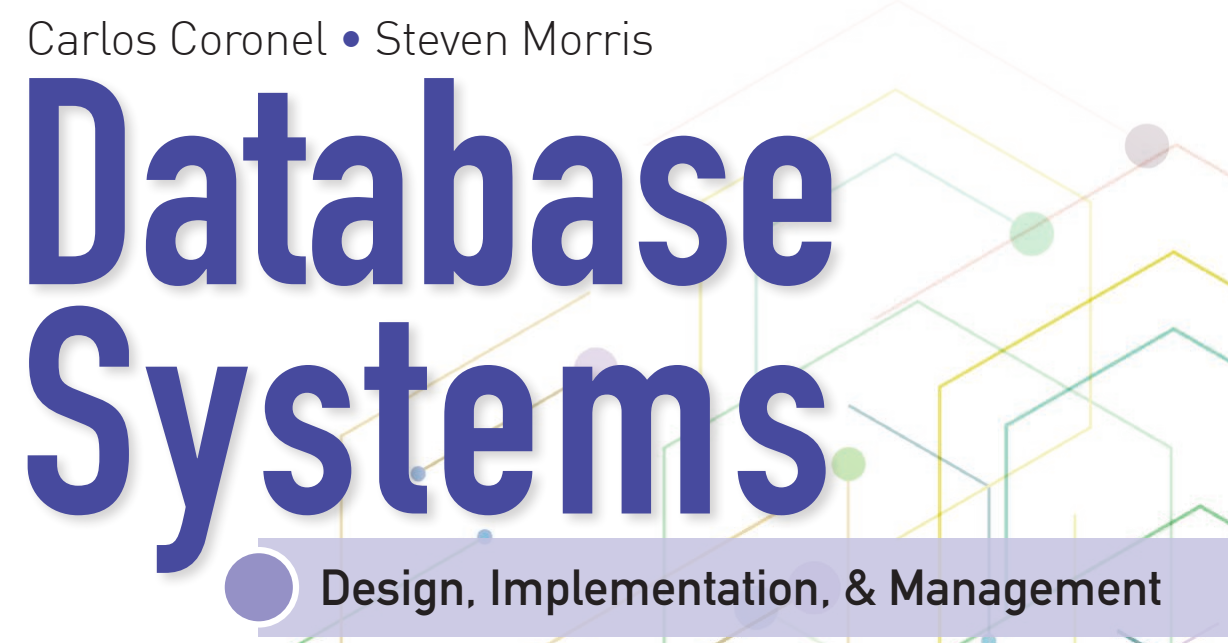 Carlos Coronel • Steven Morris
Database
Systems
Design, Implementation, & Management